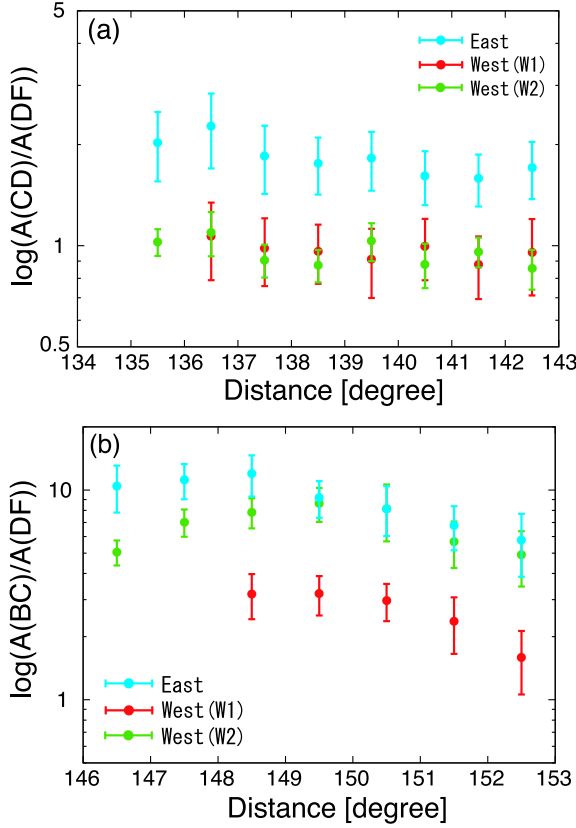 (a)
East
West(W1)
West(W2)
log(A(CD)/A(DF))
5
1
0.5
134 135 136 137 138 139 140 141 142 143
Distance [degree]
(b)
log(A(BC)/A(DF))
10
1
East
West(W1)
West(W2)
146 147 148 149 150 151 152 153
Distance [degree]